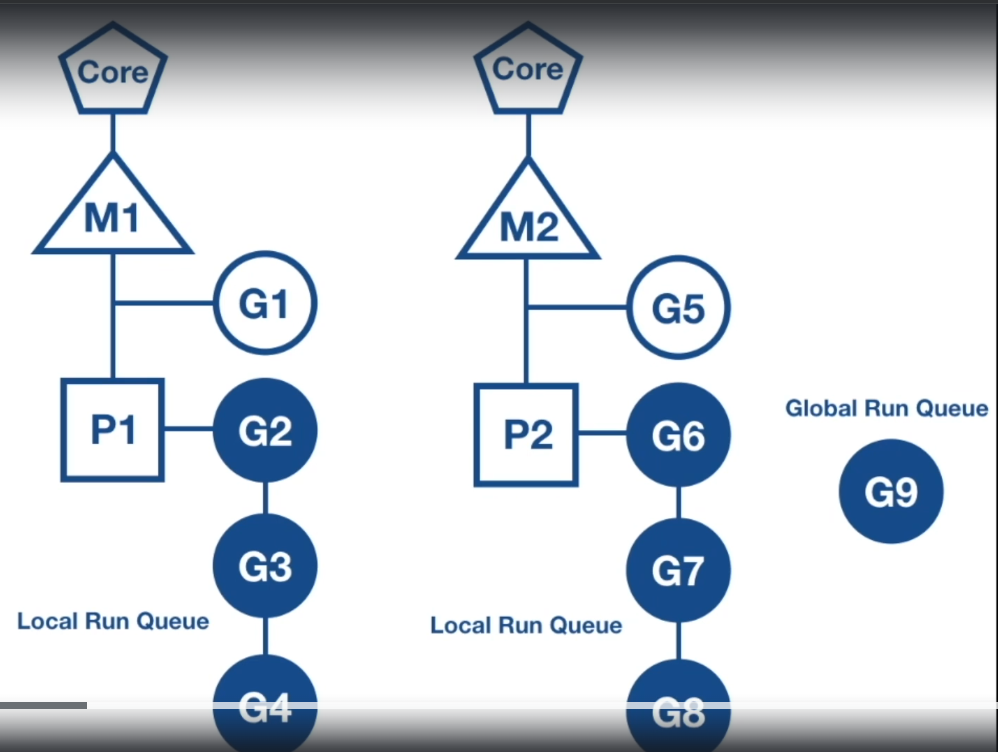 Core
Core
M1
M2
G1
G5
P1
G2
P2
G6
Global Run Queue
G9
G3
G7
Local Run Queue
Local Run Queue
G4
G8